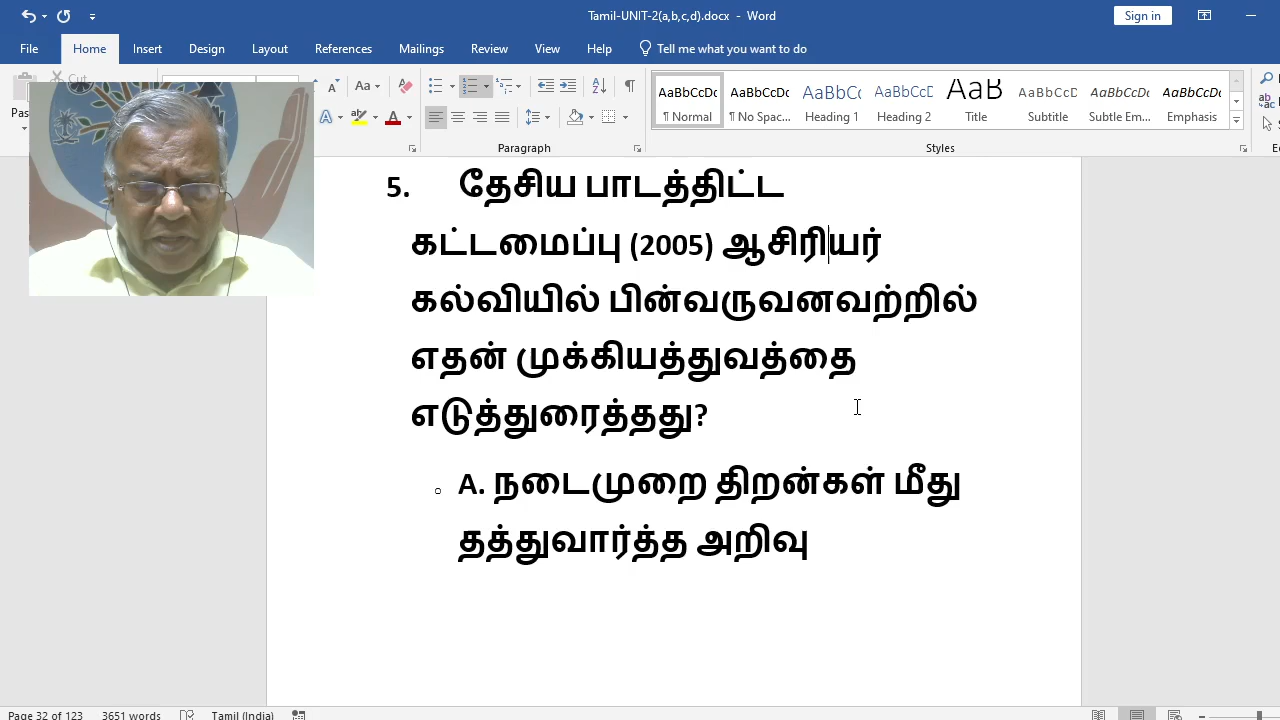 Tamil-UNIT-2(a,b,c,d).docx - Word
Sign in
File Home Insert Design Layout References Mailings Review View Help Tell me what you want to do
Cut
Aa
AaBbCcDc AaBbCcDc AaBbCc AaBbCcD AaB AaBbCcD AaBbCcDc AaBbCcDc
¶ Normal ¶ No Spac... Heading 1 Heading 2 Title Subtitle Subtle Em... Emphasis
Paragraph Styles
5. தேசிய பாடத்திட்ட
கட்டமைப்பு (2005) ஆசிரியர்
கல்வியில் பின்வருவனவற்றில்
எதன் முக்கியத்துவத்தை
எடுத்துரைத்தது?
A. நடைமுறை திறன்கள் மீது
தத்துவார்த்த அறிவு
Page 32 of 123 3651 words Tamil (India)